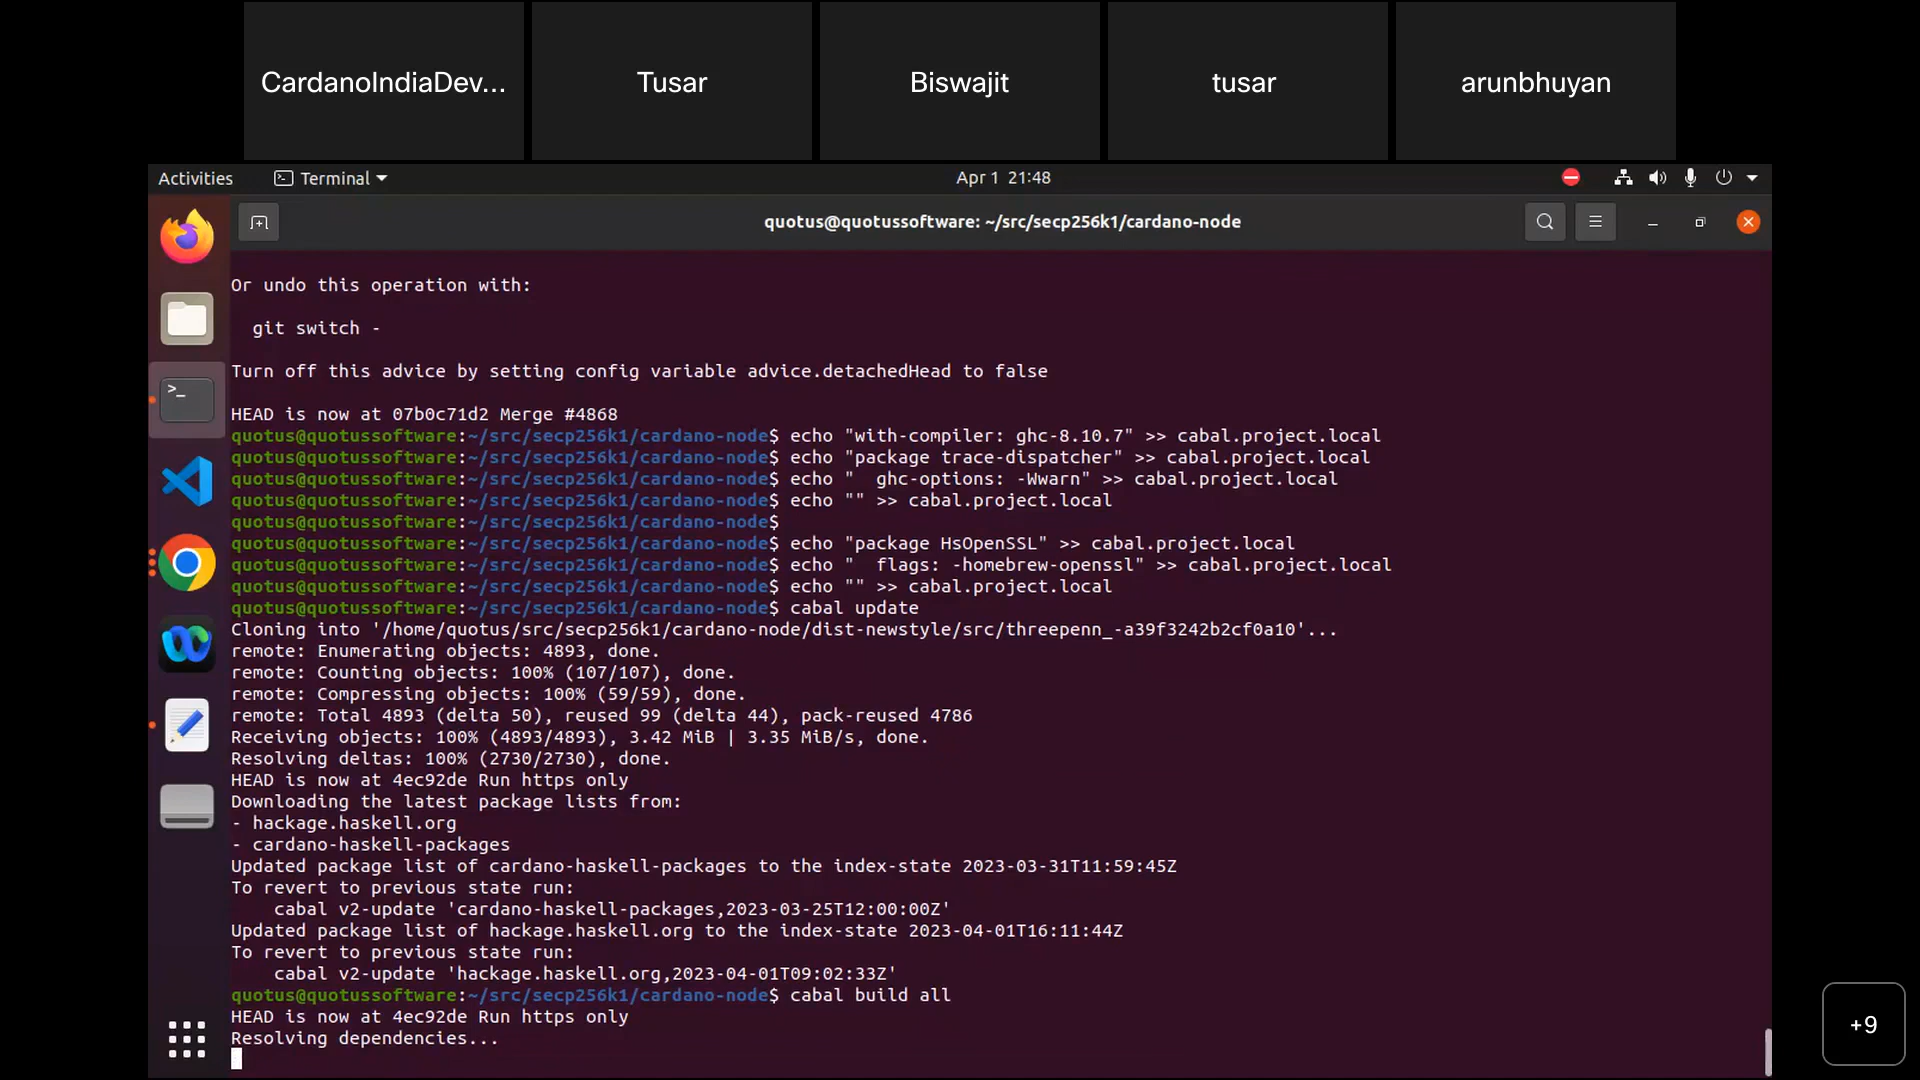 CardanoIndiaDev...
Tusar
Biswajit
tusar
arunbhuyan
Activities
Terminal
Apr 1 21:48
quotus@quotussoftware: ~/src/secp256k1/cardano-node
Or undo this operation with:
git switch -
Turn off this advice by setting config variable advice.detachedHead to false
HEAD is now at 07b0c71d2 Merge #4868
quotus@quotussoftware:~/src/secp256k1/cardano-node$ echo "with-compiler: ghc-8.10.7" >> cabal.project.local
quotus@quotussoftware:~/src/secp256k1/cardano-node$ echo "package trace-dispatcher" >> cabal.project.local
quotus@quotussoftware:~/src/secp256k1/cardano-node$ echo "  ghc-options: -Wwarn" >> cabal.project.local
quotus@quotussoftware:~/src/secp256k1/cardano-node$ echo "" >> cabal.project.local
quotus@quotussoftware:~/src/secp256k1/cardano-node$
quotus@quotussoftware:~/src/secp256k1/cardano-node$ echo "package HsOpenSSL" >> cabal.project.local
quotus@quotussoftware:~/src/secp256k1/cardano-node$ echo "  flags: -homebrew-openssl" >> cabal.project.local
quotus@quotussoftware:~/src/secp256k1/cardano-node$ echo "" >> cabal.project.local
quotus@quotussoftware:~/src/secp256k1/cardano-node$ cabal update
Cloning into '/home/quotus/src/secp256k1/cardano-node/dist-newstyle/src/threepenn_-a39f3242b2cf0a10'...
remote: Enumerating objects: 4893, done.
remote: Counting objects: 100% (107/107), done.
remote: Compressing objects: 100% (59/59), done.
remote: Total 4893 (delta 50), reused 99 (delta 44), pack-reused 4786
Receiving objects: 100% (4893/4893), 3.42 MiB | 3.35 MiB/s, done.
Resolving deltas: 100% (2730/2730), done.
HEAD is now at 4ec92de Run https only
Downloading the latest package lists from:
- hackage.haskell.org
- cardano-haskell-packages
Updated package list of cardano-haskell-packages to the index-state 2023-03-31T11:59:45Z
To revert to previous state run:
cabal v2-update 'cardano-haskell-packages,2023-03-25T12:00:00Z'
Updated package list of hackage.haskell.org to the index-state 2023-04-01T16:11:44Z
To revert to previous state run:
cabal v2-update 'hackage.haskell.org,2023-04-01T09:02:33Z'
quotus@quotussoftware:~/src/secp256k1/cardano-node$ cabal build all
HEAD is now at 4ec92de Run https only
Resolving dependencies...
+9